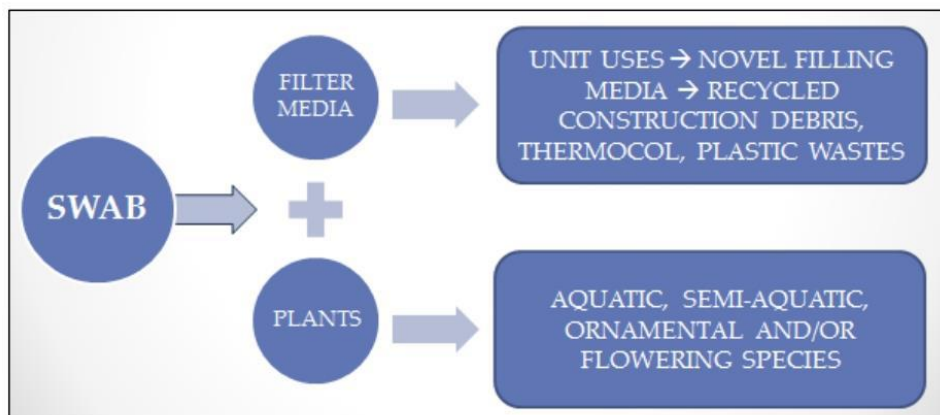 SWAB
FILTER
MEDIA
PLANTS
UNIT USES → NOVEL FILLING
MEDIA → RECYCLED
CONSTRUCTION DEBRIS,
THERMOCOL, PLASTIC WASTES
AQUATIC, SEMI-AQUATIC,
ORNAMENTAL AND/OR
FLOWERING SPECIES